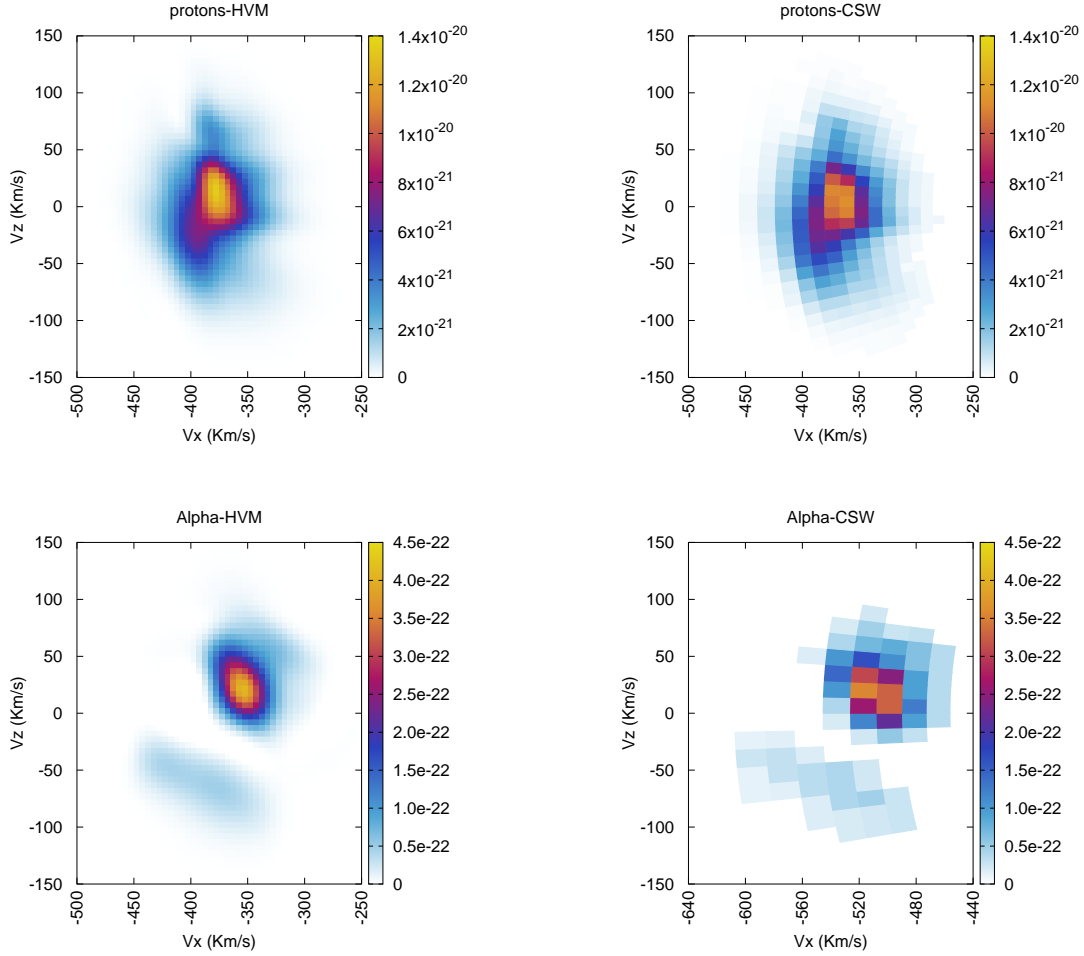 protons-HVM
150
100
50
0
-50
-100
-150
Vz (Km/s)
-500
-450
-400
-350
-300
-250
Vx (Km/s)
1.4x10-20
1.2x10-20
1x10-20
8x10-21
6x10-21
4x10-21
2x10-21
0
protons-CSW
150
100
50
0
-50
-100
-150
Vz (Km/s)
-500
-450
-400
-350
-300
-250
Vx (Km/s)
1.4x10-20
1.2x10-20
1x10-20
8x10-21
6x10-21
4x10-21
2x10-21
0
Alpha-HVM
150
100
50
0
-50
-100
-150
Vz (Km/s)
-500
-450
-400
-350
-300
-250
Vx (Km/s)
4.5e-22
4.0e-22
3.5e-22
3.0e-22
2.5e-22
2.0e-22
1.5e-22
1.0e-22
0.5e-22
0
Alpha-CSW
150
100
50
0
-50
-100
-150
Vz (Km/s)
-640
-600
-560
-520
-480
-440
Vx (Km/s)
4.5e-22
4.0e-22
3.5e-22
3.0e-22
2.5e-22
2.0e-22
1.5e-22
1.0e-22
0.5e-22
0